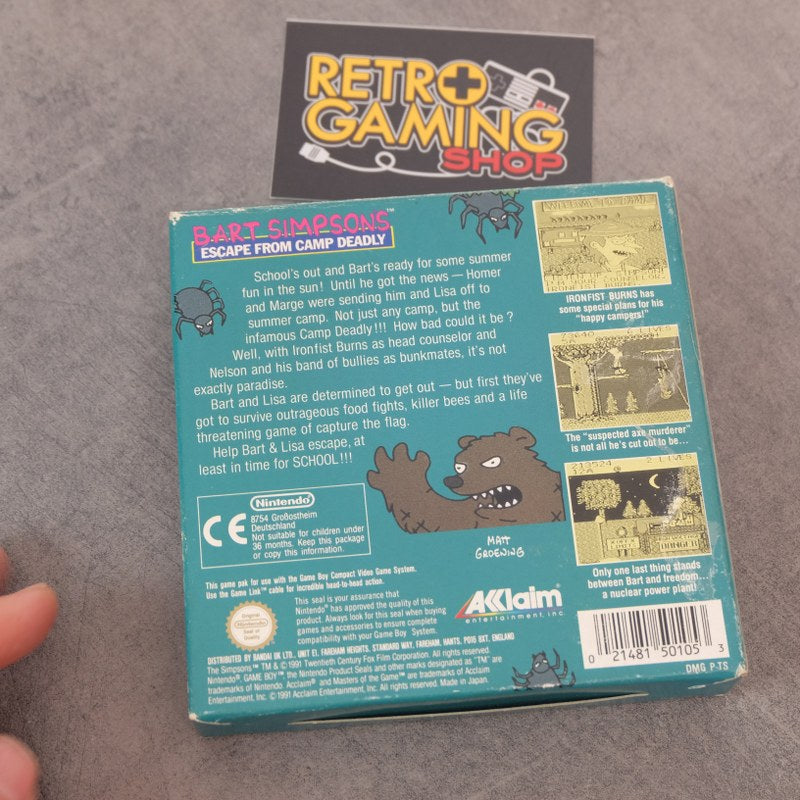 RETRO
GAMING
SHOP
BART SIMPSONS™
ESCAPE FROM CAMP DEADLY
School's out and Bart's ready for some summer
fun in the sun! Until he got the news — Homer
and Marge were sending him and Lisa off to
summer camp. Not just any camp, but the
infamous Camp Deadly!!! How bad could it be?
Well, with Ironfist Burns as head counselor and
Nelson and his band of bullies as bunkmates, it's not
exactly paradise.
Bart and Lisa are determined to get out — but first they've
got to survive outrageous food fights, killer bees and a life
threatening game of capture the flag.
Help Bart & Lisa escape, at
least in time for SCHOOL!!!
IRONFIST BURNS has
some special plans for his
"happy campers!"
2 LIVES
The "suspected axe murderer"
is not all he's cut out to be...
213524 2 LIVES
DANGER
Only one last thing stands
between Bart and freedom...
a nuclear power plant!
MATT
GROENING
CE
Nintendo
8754 Großostheim
Deutschland
Not suitable for children under
36 months. Keep this package
or copy this information.
This game pak for use with the Game Boy Compact Video Game System.
Use the Game Link™ cable for incredible head-to-head action.
Original
Nintendo
Seal of
Quality
This seal is your assurance that
Nintendo® has approved the quality of this
product. Always look for this seal when buying
games and accessories to ensure complete
compatibility with your Game Boy System.
AKKlaim
entertainment, inc.
DISTRIBUTED BY BANDAI UK LTD., UNIT E1, FAREHAM HEIGHTS, STANDARD WAY, FAREHAM, HANTS, PO16 8XT, ENGLAND
The Simpsons™ TM & © 1991 Twentieth Century Fox Film Corporation. All rights reserved.
Nintendo®, GAME BOY™, the Nintendo Product Seals and other marks designated as "TM" are
trademarks of Nintendo. Acclaim® and Masters of the Game™ are trademarks of Acclaim
Entertainment, Inc. © 1991 Acclaim Entertainment, Inc. All rights reserved. Made in Japan.
0 21481 50105 3
DMG P-TS